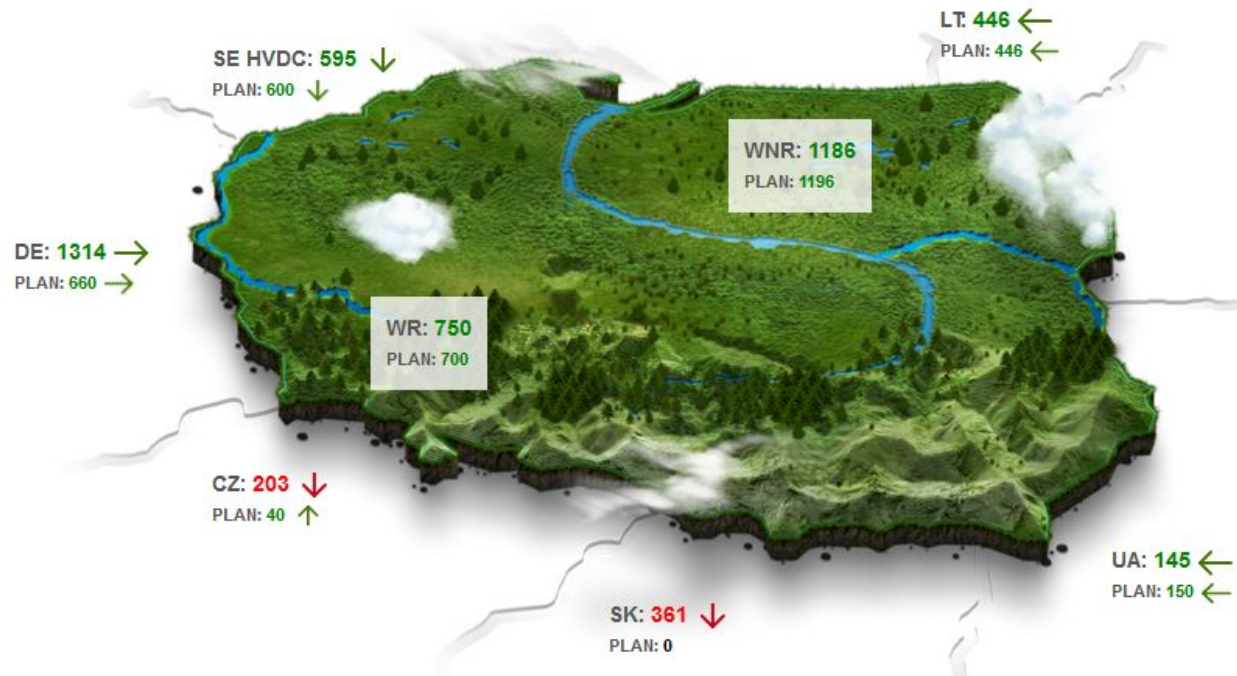 LT: 446
PLAN: 446
SE HVDC: 595
PLAN: 600
WNR: 1186
PLAN: 1196
DE: 1314
PLAN: 660
WR: 750
PLAN: 700
CZ: 203
PLAN: 40
UA: 145
PLAN: 150
SK: 361
PLAN: 0